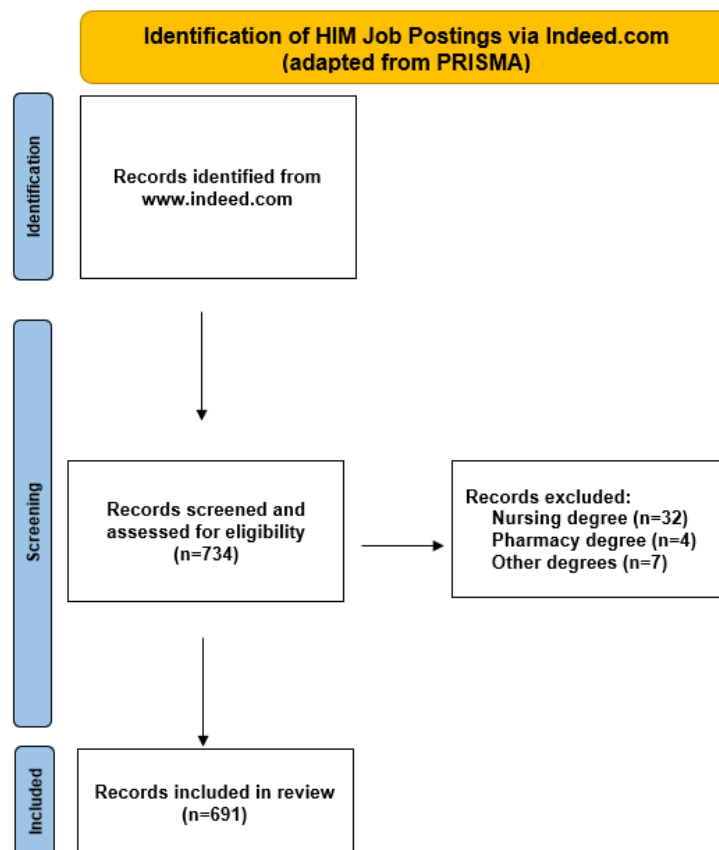 Identification of HIM Job Postings via Indeed.com
(adapted from PRISMA)
Identification
Records identified from
www.indeed.com
Screening
Records screened and
assessed for eligibility
(n=734)
Records excluded:
Nursing degree (n=32)
Pharmacy degree (n=4)
Other degrees (n=7)
Included
Records included in review
(n=691)